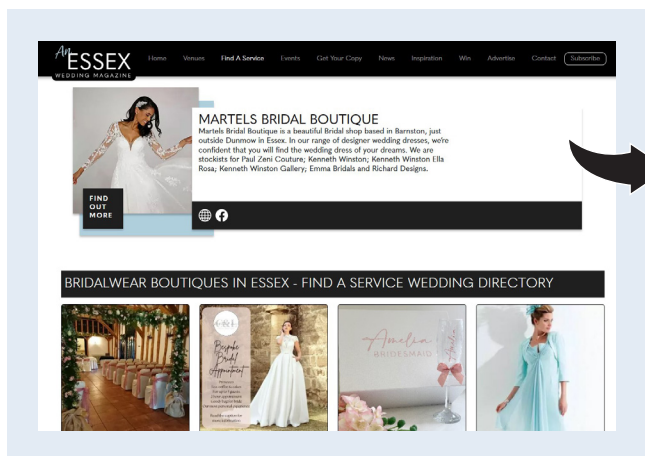 An
ESSEX
WEDDING MAGAZINE
Home Venues Find A Service Events Get Your Copy News Inspiration Win Advertise Contact Subscribe
MARTELS BRIDAL BOUTIQUE
Martels Bridal Boutique is a beautiful Bridal shop based in Barnston, just
outside Dunmow in Essex. In our range of designer wedding dresses, we're
confident that you will find the wedding dress of your dreams. We are
stockists for Paul Zeni Couture; Kenneth Winston; Kenneth Winston Ella
Rosa; Kenneth Winston Gallery; Emma Bridals and Richard Designs.
FIND
OUT
MORE
BRIDALWEAR BOUTIQUES IN ESSEX - FIND A SERVICE WEDDING DIRECTORY
Bespoke
Bridal
Appointment
Amelia
BRIDESMAID